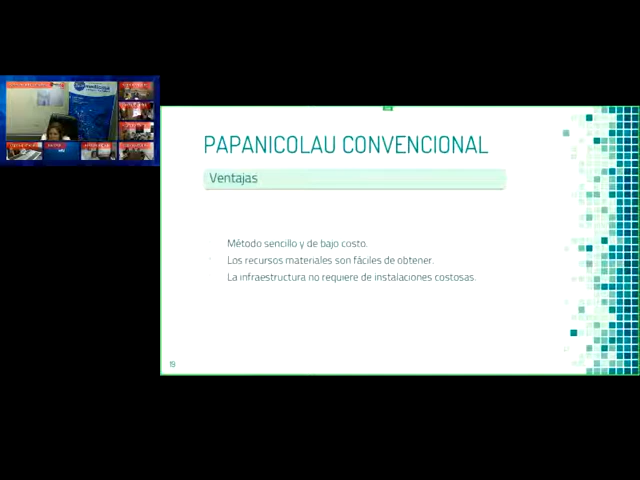 PAPANICOLAU CONVENCIONAL
Ventajas
Método sencillo y de bajo costo.
Los recursos materiales son fáciles de obtener.
La infraestructura no requiere de instalaciones costosas.
19